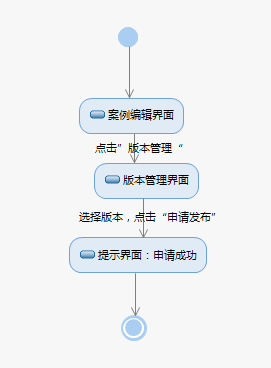 案例编辑界面
点击”版本管理“
版本管理界面
选择版本，点击“申请发布”
提示界面：申请成功